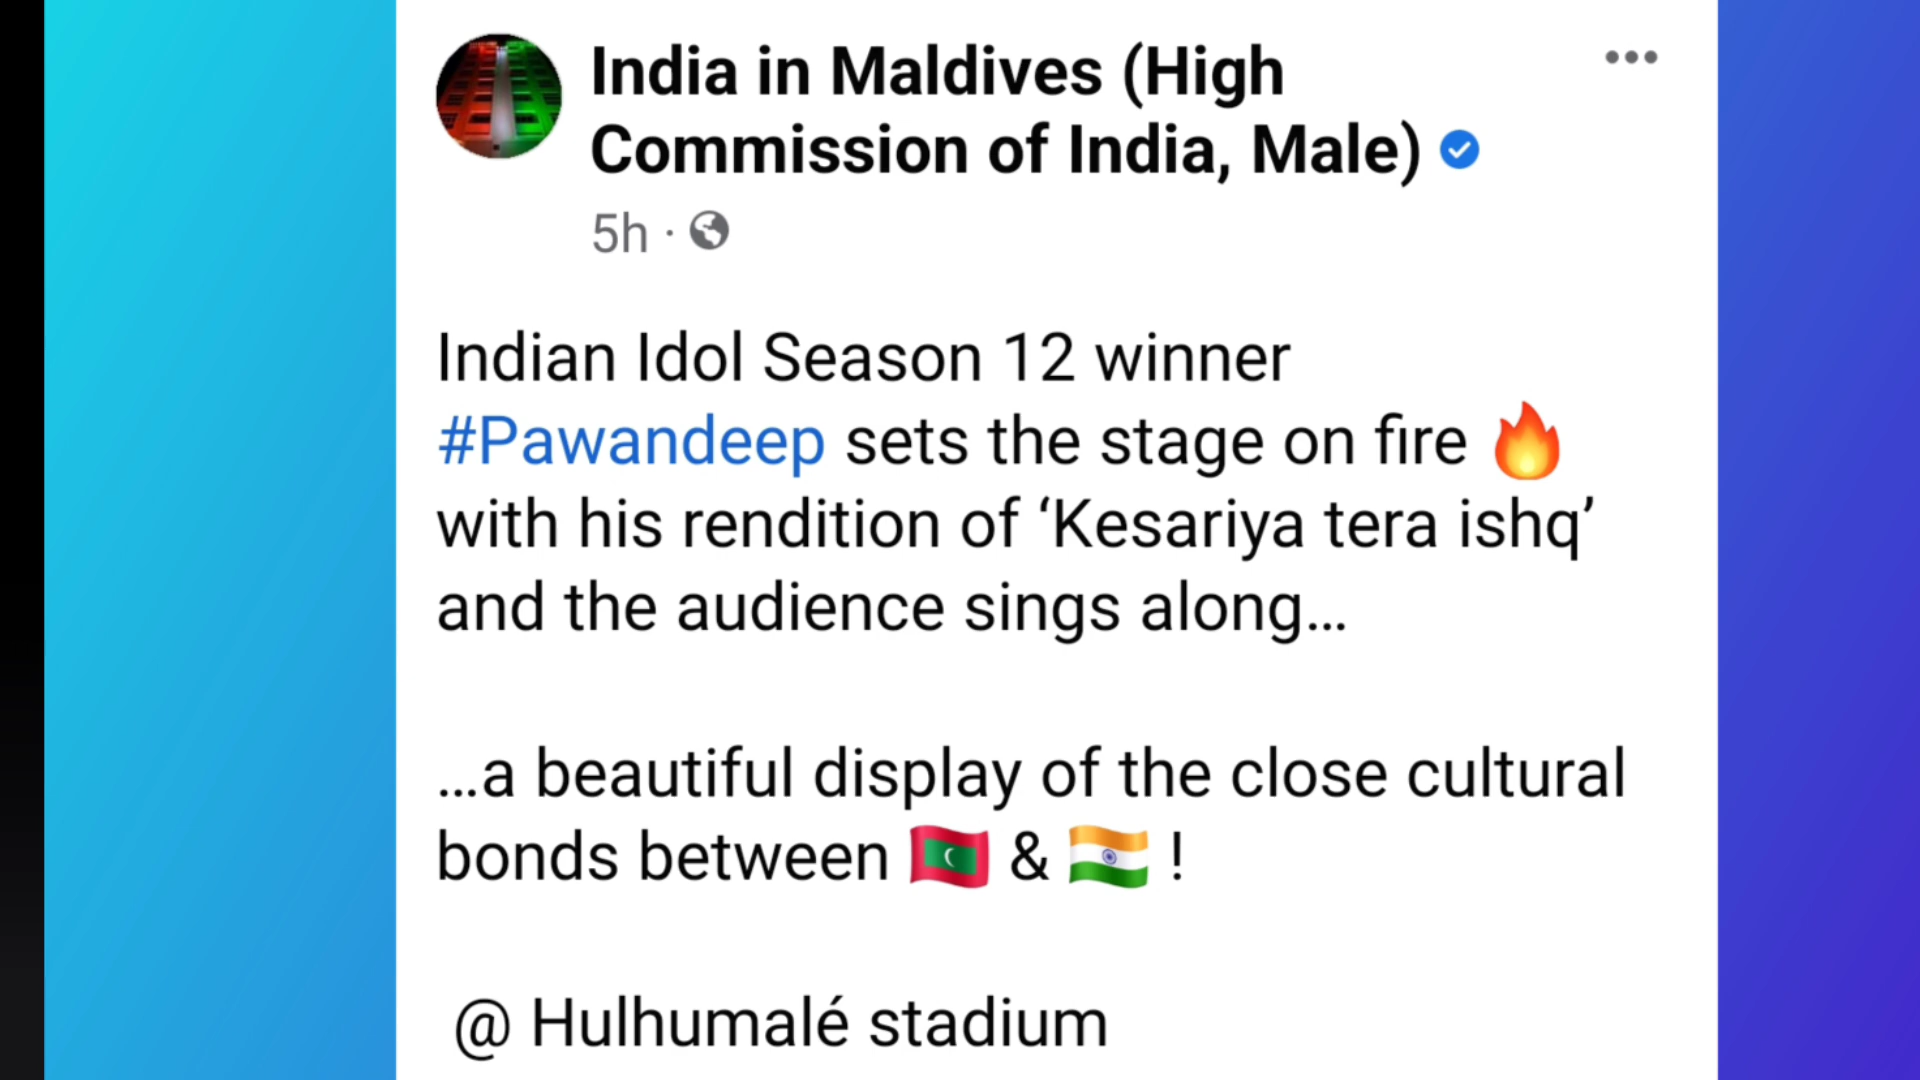 India in Maldives (High
Commission of India, Male)
5h ·
Indian Idol Season 12 winner
#Pawandeep sets the stage on fire 🔥
with his rendition of ‘Kesariya tera ishq’
and the audience sings along...
...a beautiful display of the close cultural
bonds between 🇲🇻 & 🇮🇳 !
@ Hulhumalé stadium